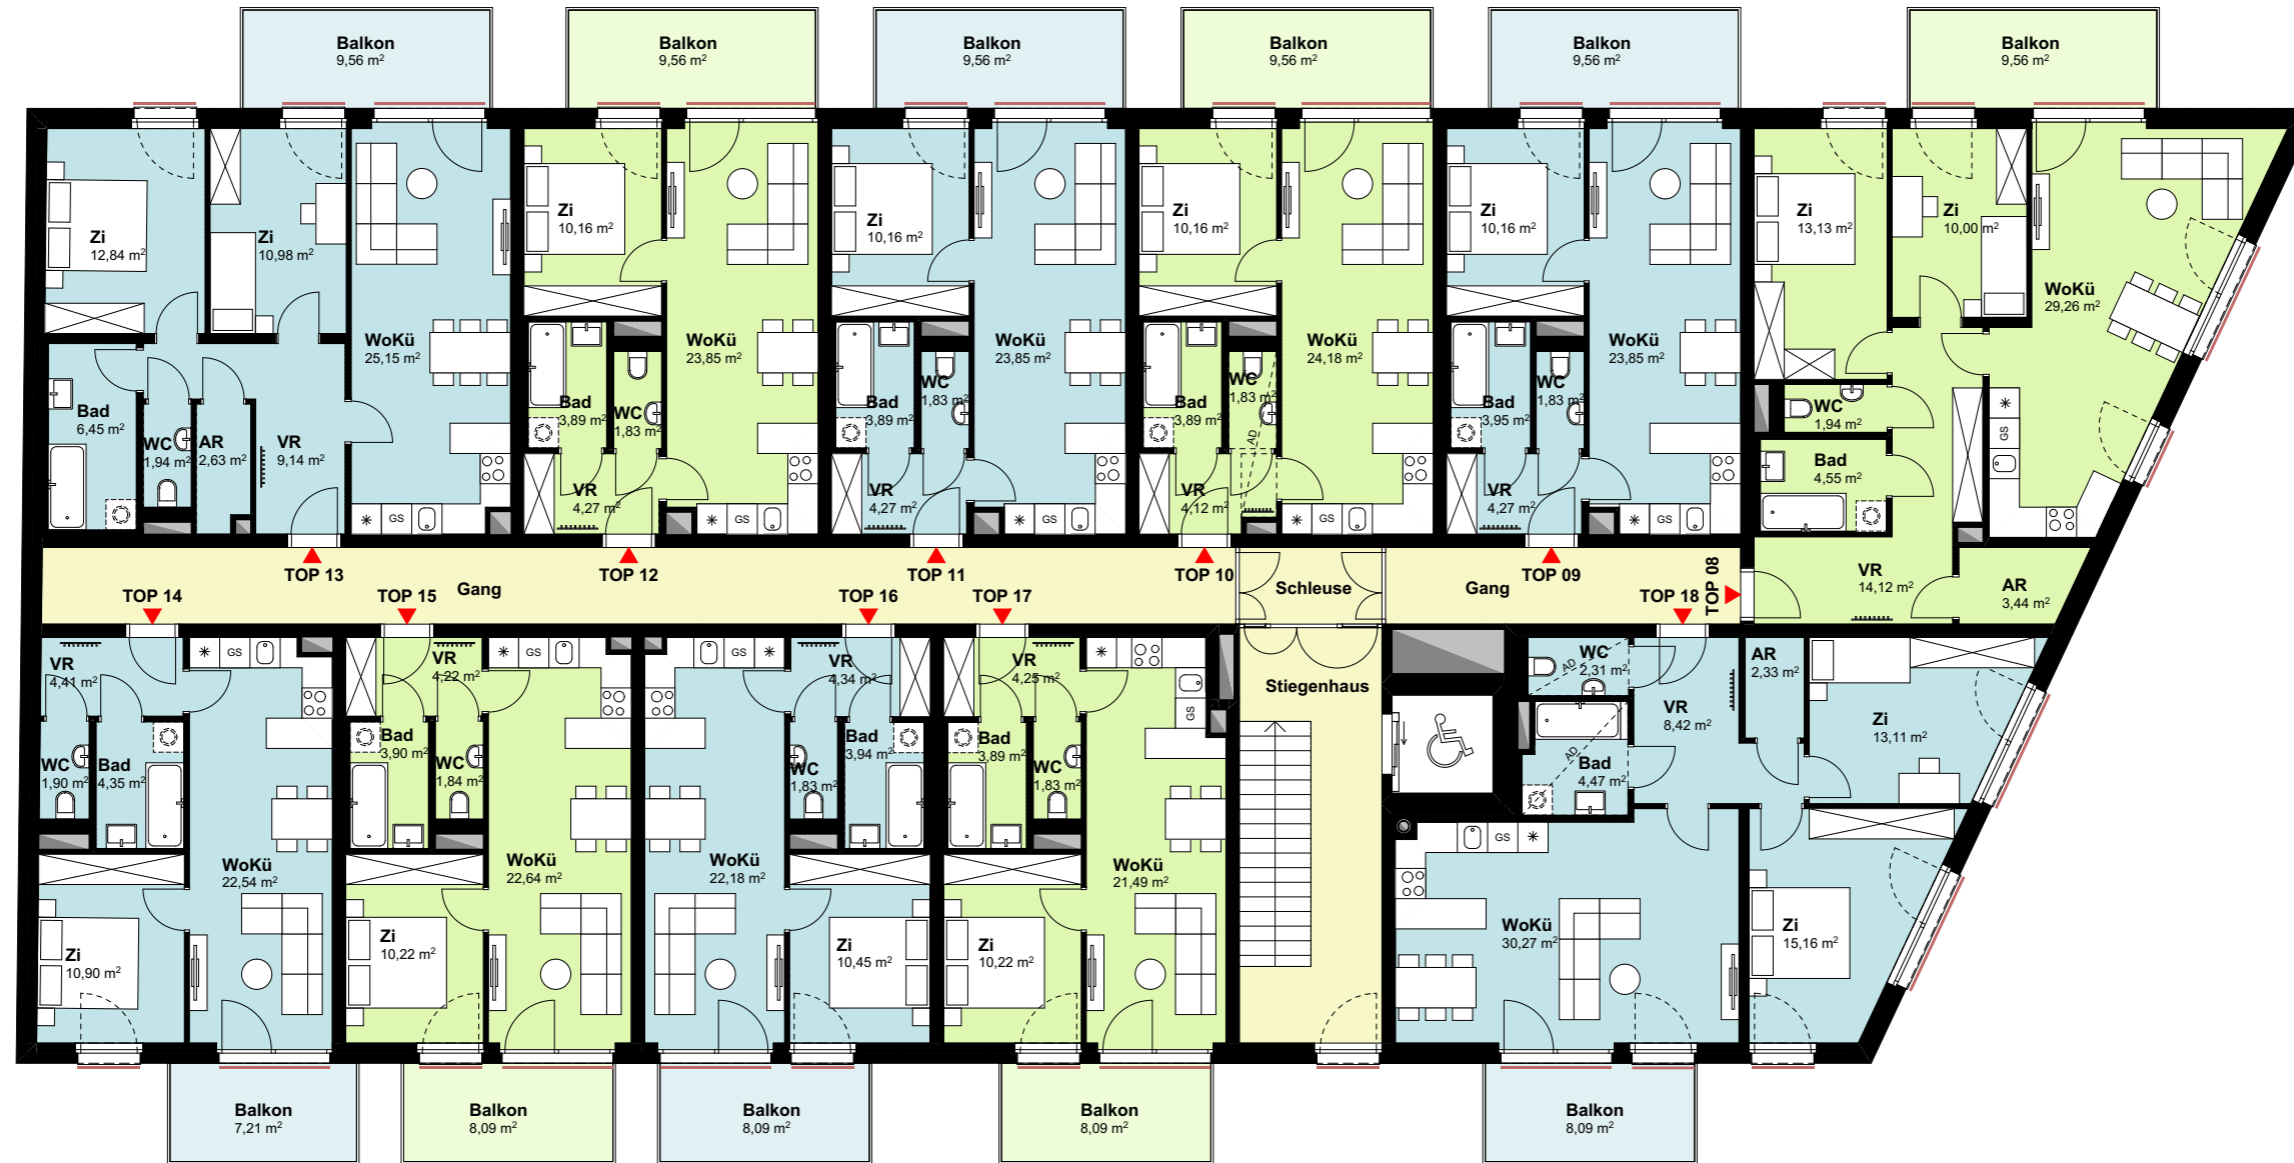 Balkon
9,56 m²
Balkon
9,56 m²
Balkon
9,56 m²
Balkon
9,56 m²
Balkon
9,56 m²
Balkon
9,56 m²
Zi
12,84 m²
Zi
10,98 m²
WoKü
25,15 m²
Bad
6,45 m²
WC
1,94 m²
AR
2,63 m²
VR
9,14 m²
GS
TOP 13
Zi
10,16 m²
WoKü
23,85 m²
Bad
3,89 m²
WC
1,83 m²
VR
4,27 m²
GS
TOP 12
Zi
10,16 m²
WoKü
23,85 m²
Bad
3,89 m²
WC
1,83 m²
VR
4,27 m²
GS
TOP 11
Zi
10,16 m²
WoKü
24,18 m²
Bad
3,89 m²
WC
1,83 m²
AD
VR
4,12 m²
GS
TOP 10
Zi
10,16 m²
WoKü
23,85 m²
Bad
3,95 m²
WC
1,83 m²
VR
4,27 m²
GS
TOP 09
Zi
13,13 m²
Zi
10,00 m²
WoKü
29,26 m²
WC
1,94 m²
Bad
4,55 m²
GS
VR
14,12 m²
AR
3,44 m²
TOP 08
Gang
Schleuse
Gang
Stiegenhaus
TOP 14
VR
4,41 m²
GS
WC
1,90 m²
Bad
4,35 m²
WoKü
22,54 m²
Zi
10,90 m²
TOP 15
VR
4,22 m²
GS
Bad
3,90 m²
WC
1,84 m²
WoKü
22,64 m²
Zi
10,22 m²
TOP 16
GS
VR
4,34 m²
WC
1,83 m²
Bad
3,94 m²
WoKü
22,18 m²
Zi
10,45 m²
TOP 17
VR
4,25 m²
GS
Bad
3,89 m²
WC
1,83 m²
WoKü
21,49 m²
Zi
10,22 m²
TOP 18
WC
2,31 m²
AD
VR
8,42 m²
AR
2,33 m²
Zi
13,11 m²
AD
Bad
4,47 m²
GS
WoKü
30,27 m²
Zi
15,16 m²
Balkon
7,21 m²
Balkon
8,09 m²
Balkon
8,09 m²
Balkon
8,09 m²
Balkon
8,09 m²